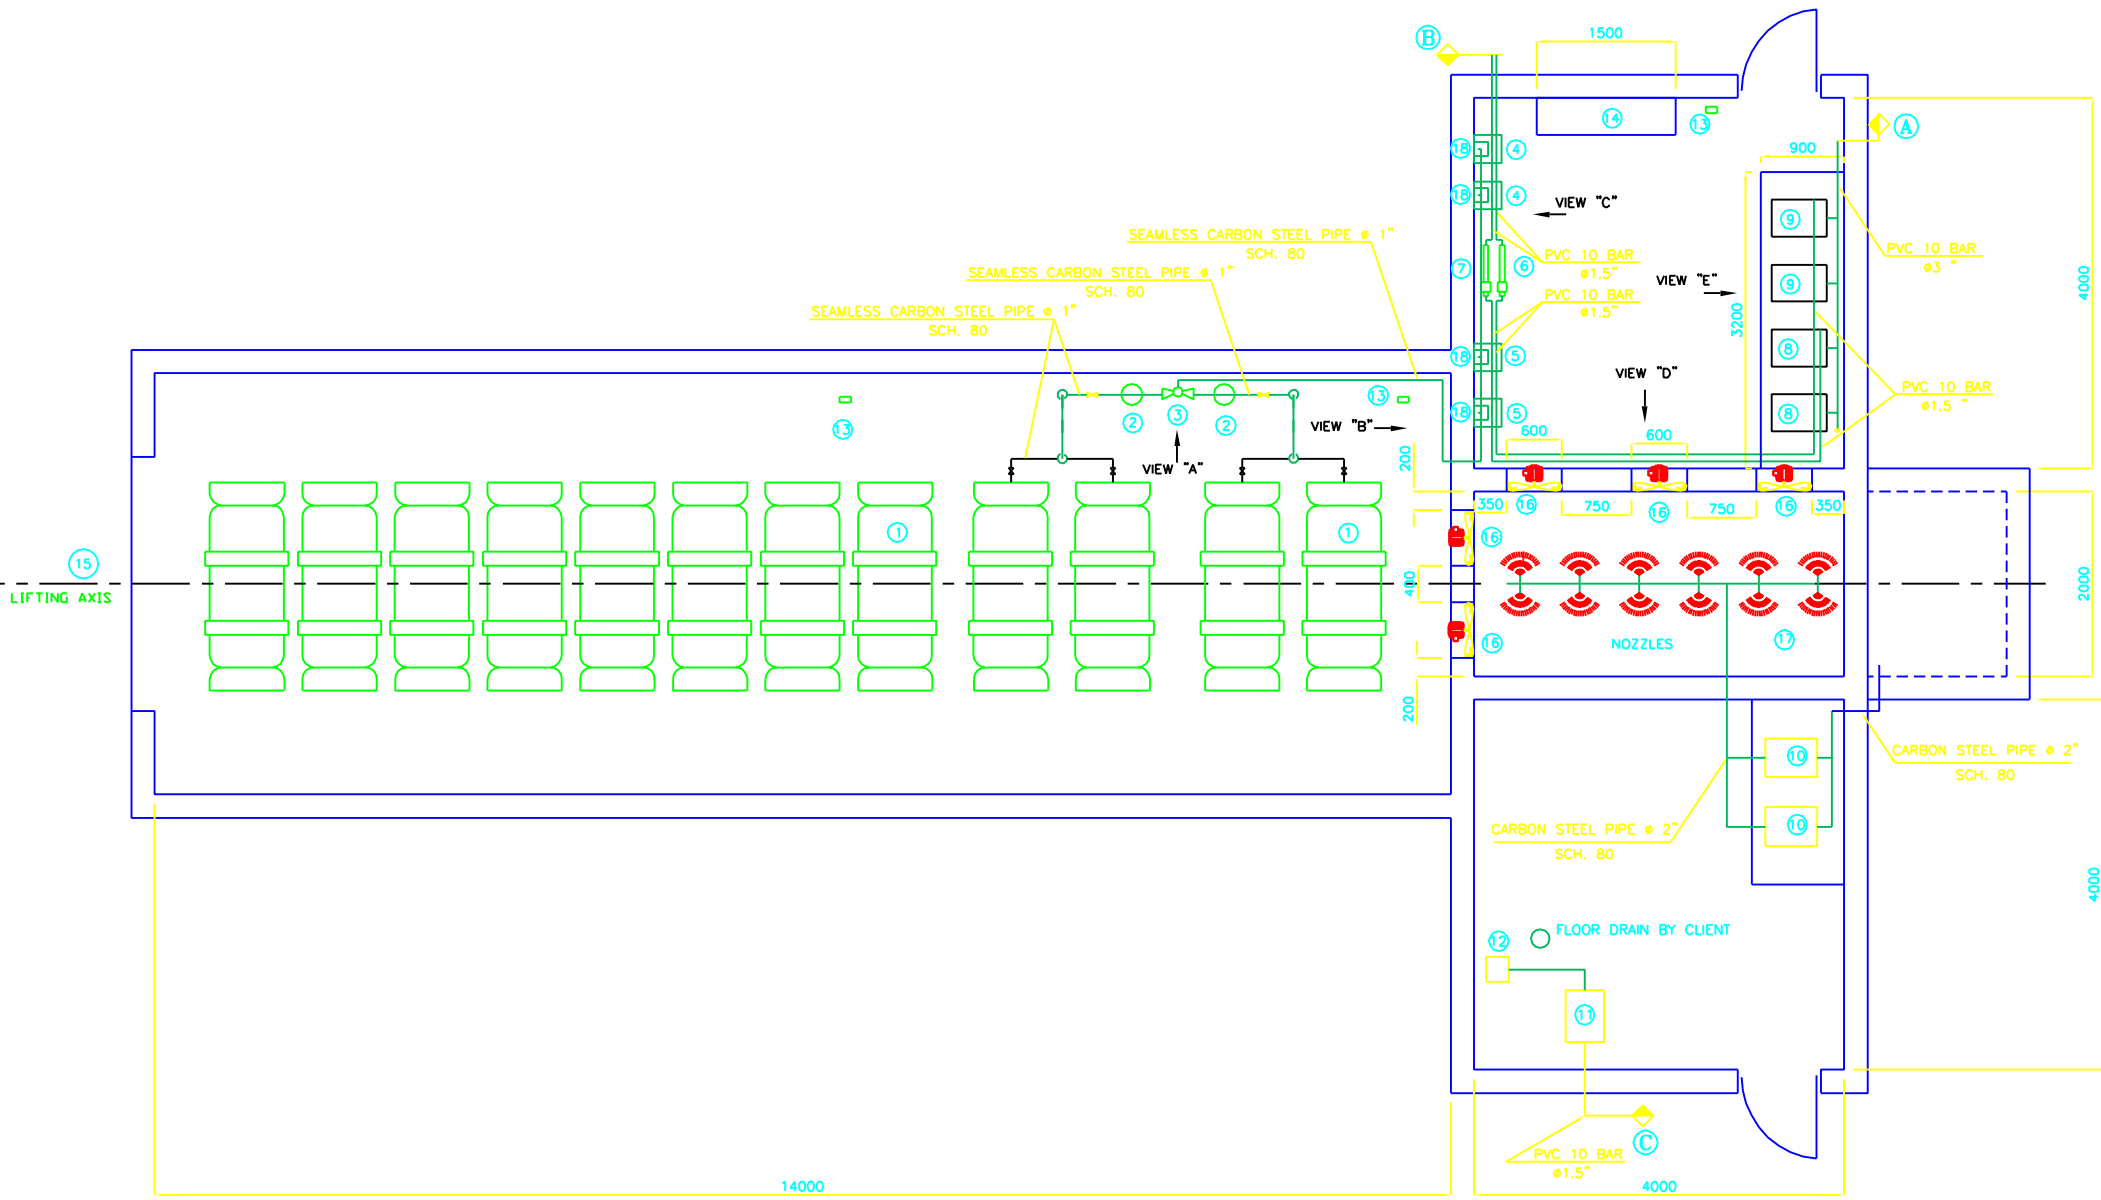 B
1500
14
13
A
18
4
900
18
4
VIEW "C"
9
SEAMLESS CARBON STEEL PIPE ø 1"
SCH. 80
PVC 10 BAR
ø1.5"
PVC 10 BAR
ø3 "
7
6
SEAMLESS CARBON STEEL PIPE ø 1"
SCH. 80
VIEW "E"
9
4000
PVC 10 BAR
ø1.5"
3200
SEAMLESS CARBON STEEL PIPE ø 1"
SCH. 80
18
5
8
VIEW "D"
PVC 10 BAR
ø1.5 "
13
2
3
2
13
18
5
8
VIEW "B"
VIEW "A"
600
600
200
350
16
750
16
750
16
350
1
1
16
15
LIFTING AXIS
400
2000
16
NOZZLES
17
200
10
CARBON STEEL PIPE ø 2"
SCH. 80
10
CARBON STEEL PIPE ø 2"
SCH. 80
4000
12
FLOOR DRAIN BY CLIENT
11
C
PVC 10 BAR
ø1.5"
14000
4000